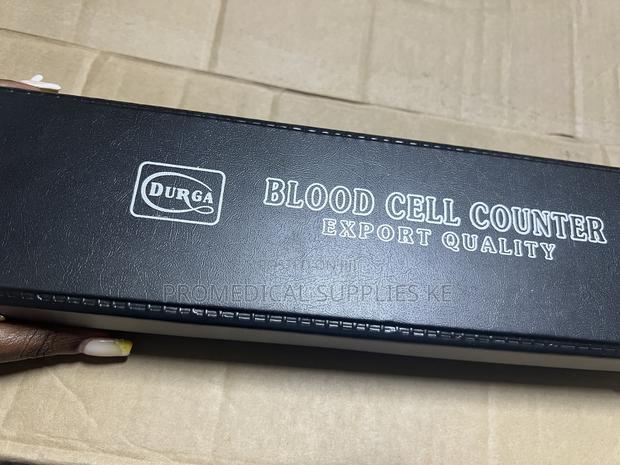 DURGA
BLOOD CELL COUNTER
EXPORT QUALITY
PROMEDICAL SUPPLIES KE